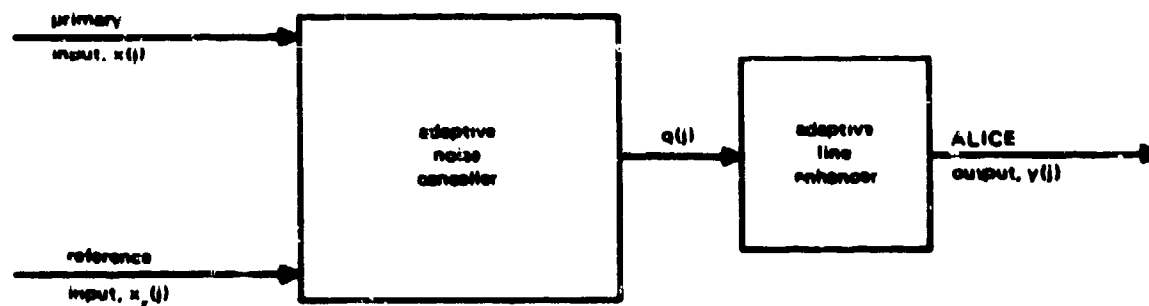 primary
input, x(j)
adaptive
noise
canceller
q(j)
adaptive
line
enhancer
ALICE
output, y(j)
reference
input, x_r(j)